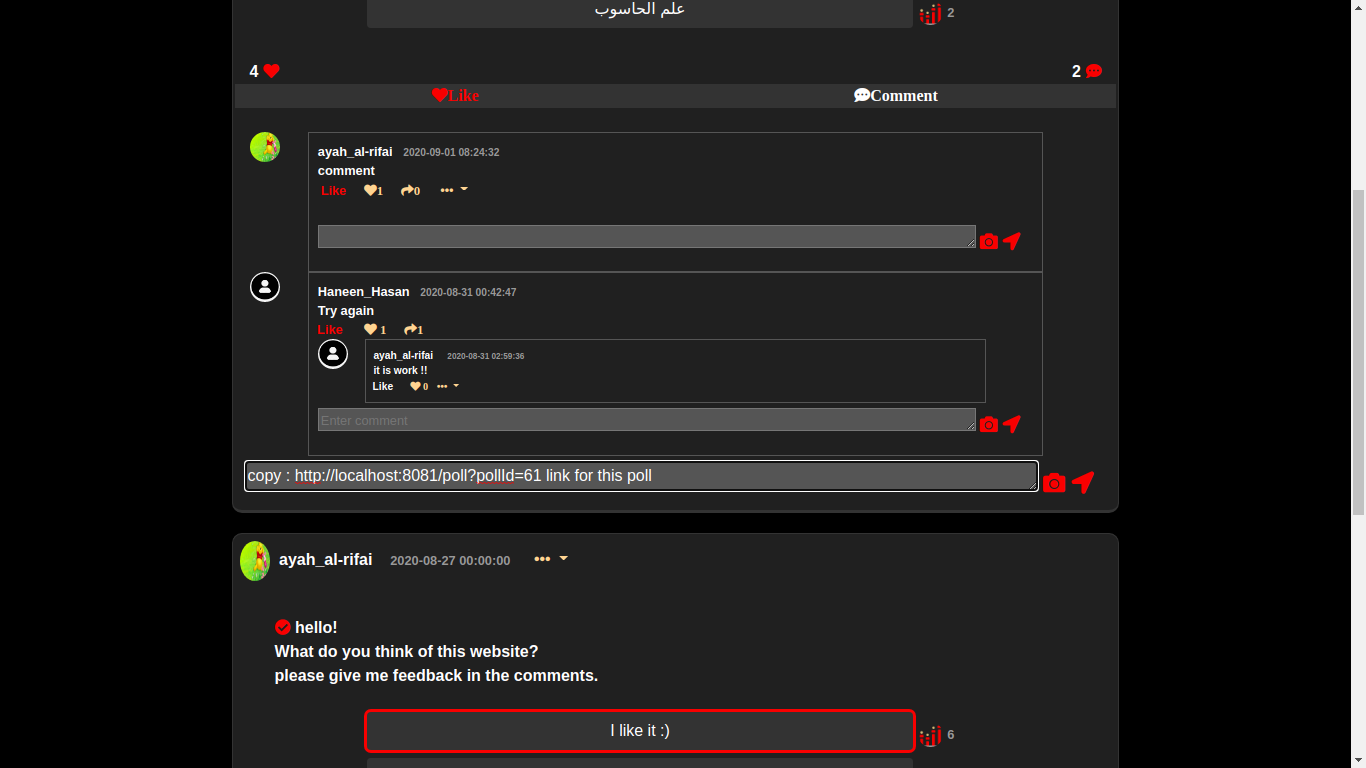 علم الحاسوب 2
4 2
Like Comment
ayah_al-rifai 2020-09-01 08:24:32
comment
Like 1 0 •••
Haneen_Hasan 2020-08-31 00:42:47
Try again
Like 1 1
ayah_al-rifai 2020-08-31 02:59:36
it is work !!
Like 0 •••
Enter comment
copy : http://localhost:8081/poll?pollId=61 link for this poll
ayah_al-rifai 2020-08-27 00:00:00 •••
hello!
What do you think of this website?
please give me feedback in the comments.
I like it :) 6